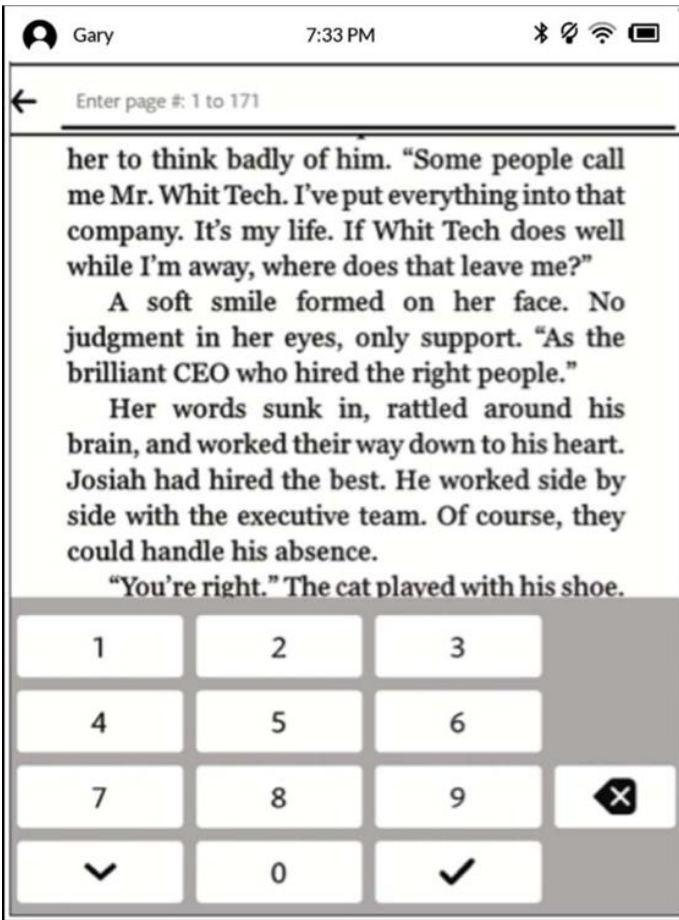 Gary 7:33 PM
Enter page #: 1 to 171
her to think badly of him. “Some people call
me Mr. Whit Tech. I’ve put everything into that
company. It’s my life. If Whit Tech does well
while I’m away, where does that leave me?”
A soft smile formed on her face. No
judgment in her eyes, only support. “As the
brilliant CEO who hired the right people.”
Her words sunk in, rattled around his
brain, and worked their way down to his heart.
Josiah had hired the best. He worked side by
side with the executive team. Of course, they
could handle his absence.
“You’re right.” The cat played with his shoe.
1 2 3
4 5 6
7 8 9
0